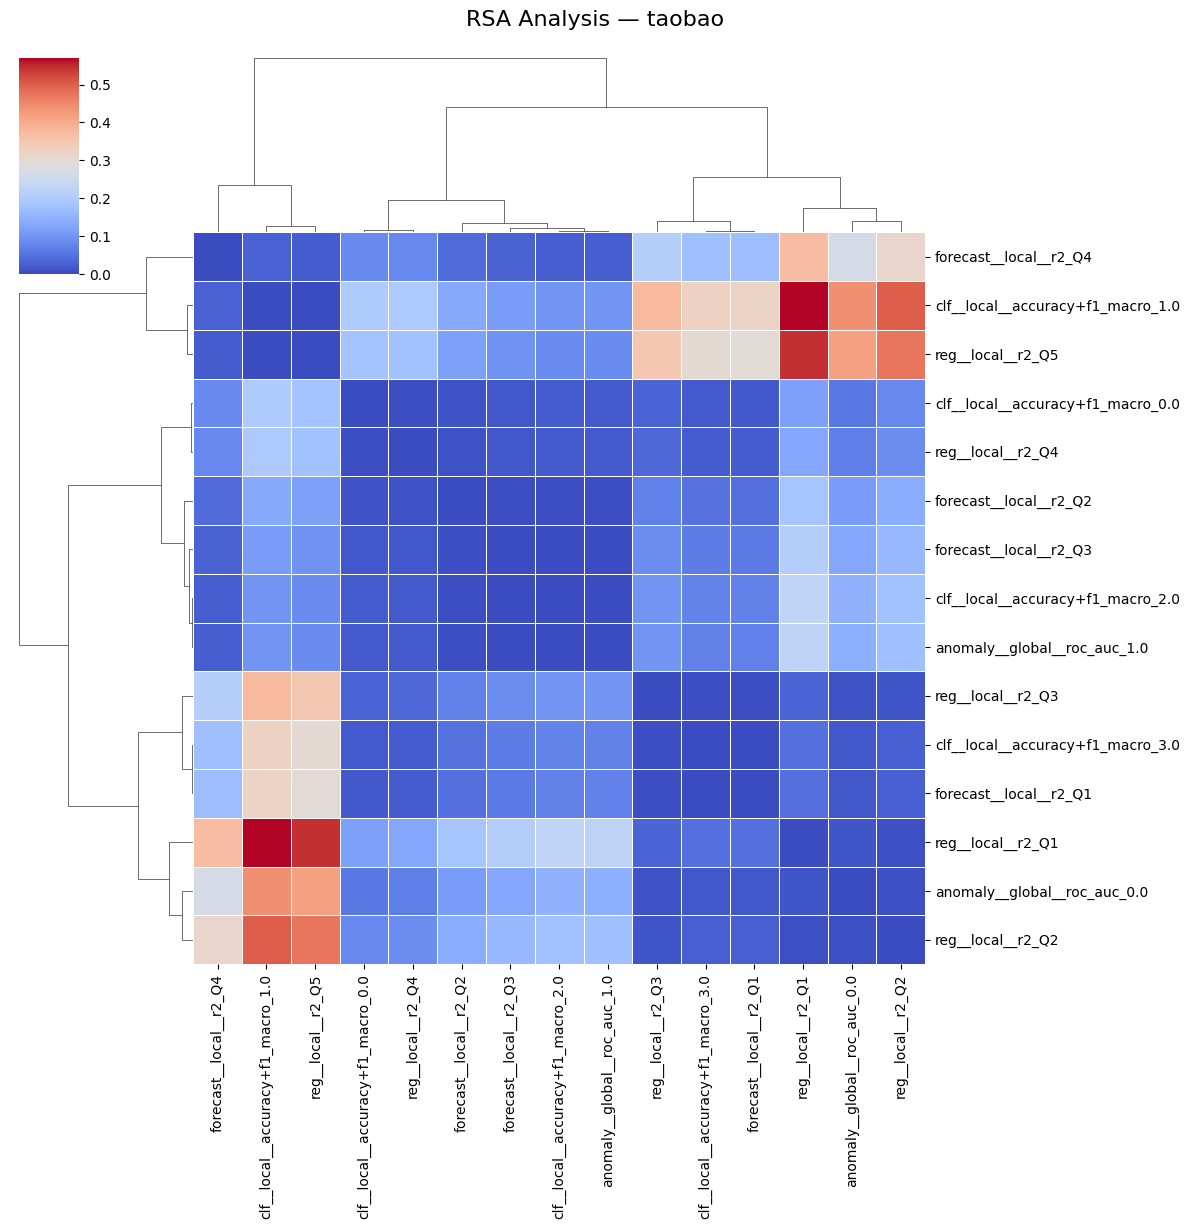 RSA Analysis — taobao
0.5
0.4
0.3
0.2
0.1
0.0
forecast__local__r2_Q4
clf__local__accuracy+f1_macro_1.0
reg__local__r2_Q5
clf__local__accuracy+f1_macro_0.0
reg__local__r2_Q4
forecast__local__r2_Q2
forecast__local__r2_Q3
clf__local__accuracy+f1_macro_2.0
anomaly__global__roc_auc_1.0
reg__local__r2_Q3
clf__local__accuracy+f1_macro_3.0
forecast__local__r2_Q1
reg__local__r2_Q1
anomaly__global__roc_auc_0.0
reg__local__r2_Q2
forecast__local__r2_Q4
clf__local__accuracy+f1_macro_1.0
reg__local__r2_Q5
clf__local__accuracy+f1_macro_0.0
reg__local__r2_Q4
forecast__local__r2_Q2
forecast__local__r2_Q3
clf__local__accuracy+f1_macro_2.0
anomaly__global__roc_auc_1.0
reg__local__r2_Q3
clf__local__accuracy+f1_macro_3.0
forecast__local__r2_Q1
reg__local__r2_Q1
anomaly__global__roc_auc_0.0
reg__local__r2_Q2